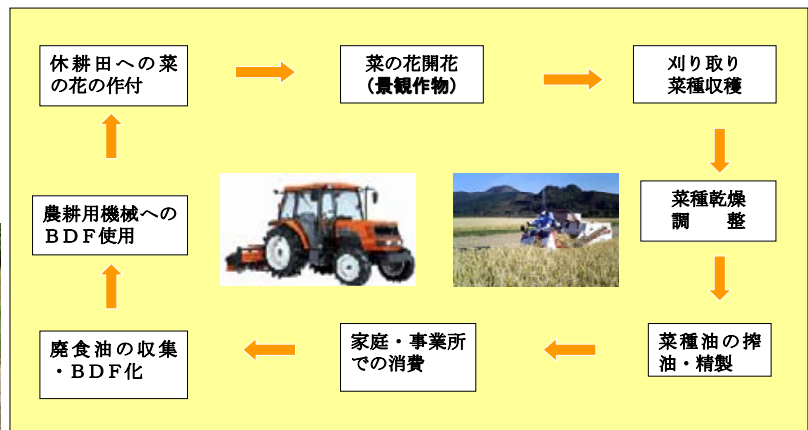 休耕田への菜
の花の作付
菜の花開花
(景観作物)
刈り取り
菜種収穫
菜種乾燥
調　　整
菜種油の搾
油・精製
家庭・事業所
での消費
廃食油の収集
・ＢＤＦ化
農耕用機械への
ＢＤＦ使用